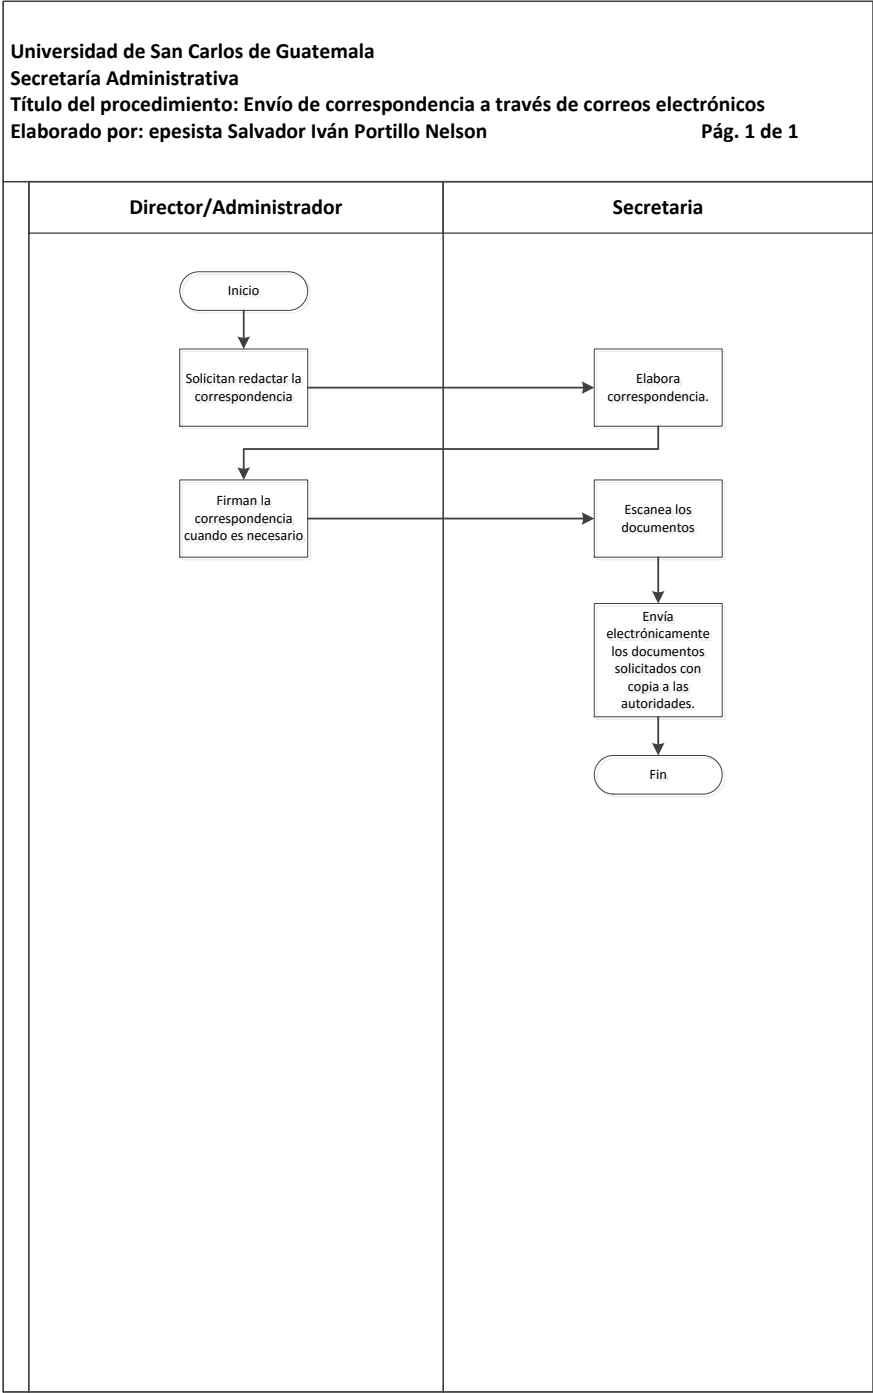 Universidad de San Carlos de Guatemala
Secretaría Administrativa
Título del procedimiento: Envío de correspondencia a través de correos electrónicos
Elaborado por: epesista Salvador Iván Portillo Nelson Pág. 1 de 1
Director/Administrador
Secretaria
Inicio
Solicitan redactar la
correspondencia
Elabora
correspondencia.
Firman la
correspondencia
cuando es necesario
Escanea los
documentos
Envía
electrónicamente
los documentos
solicitados con
copia a las
autoridades.
Fin